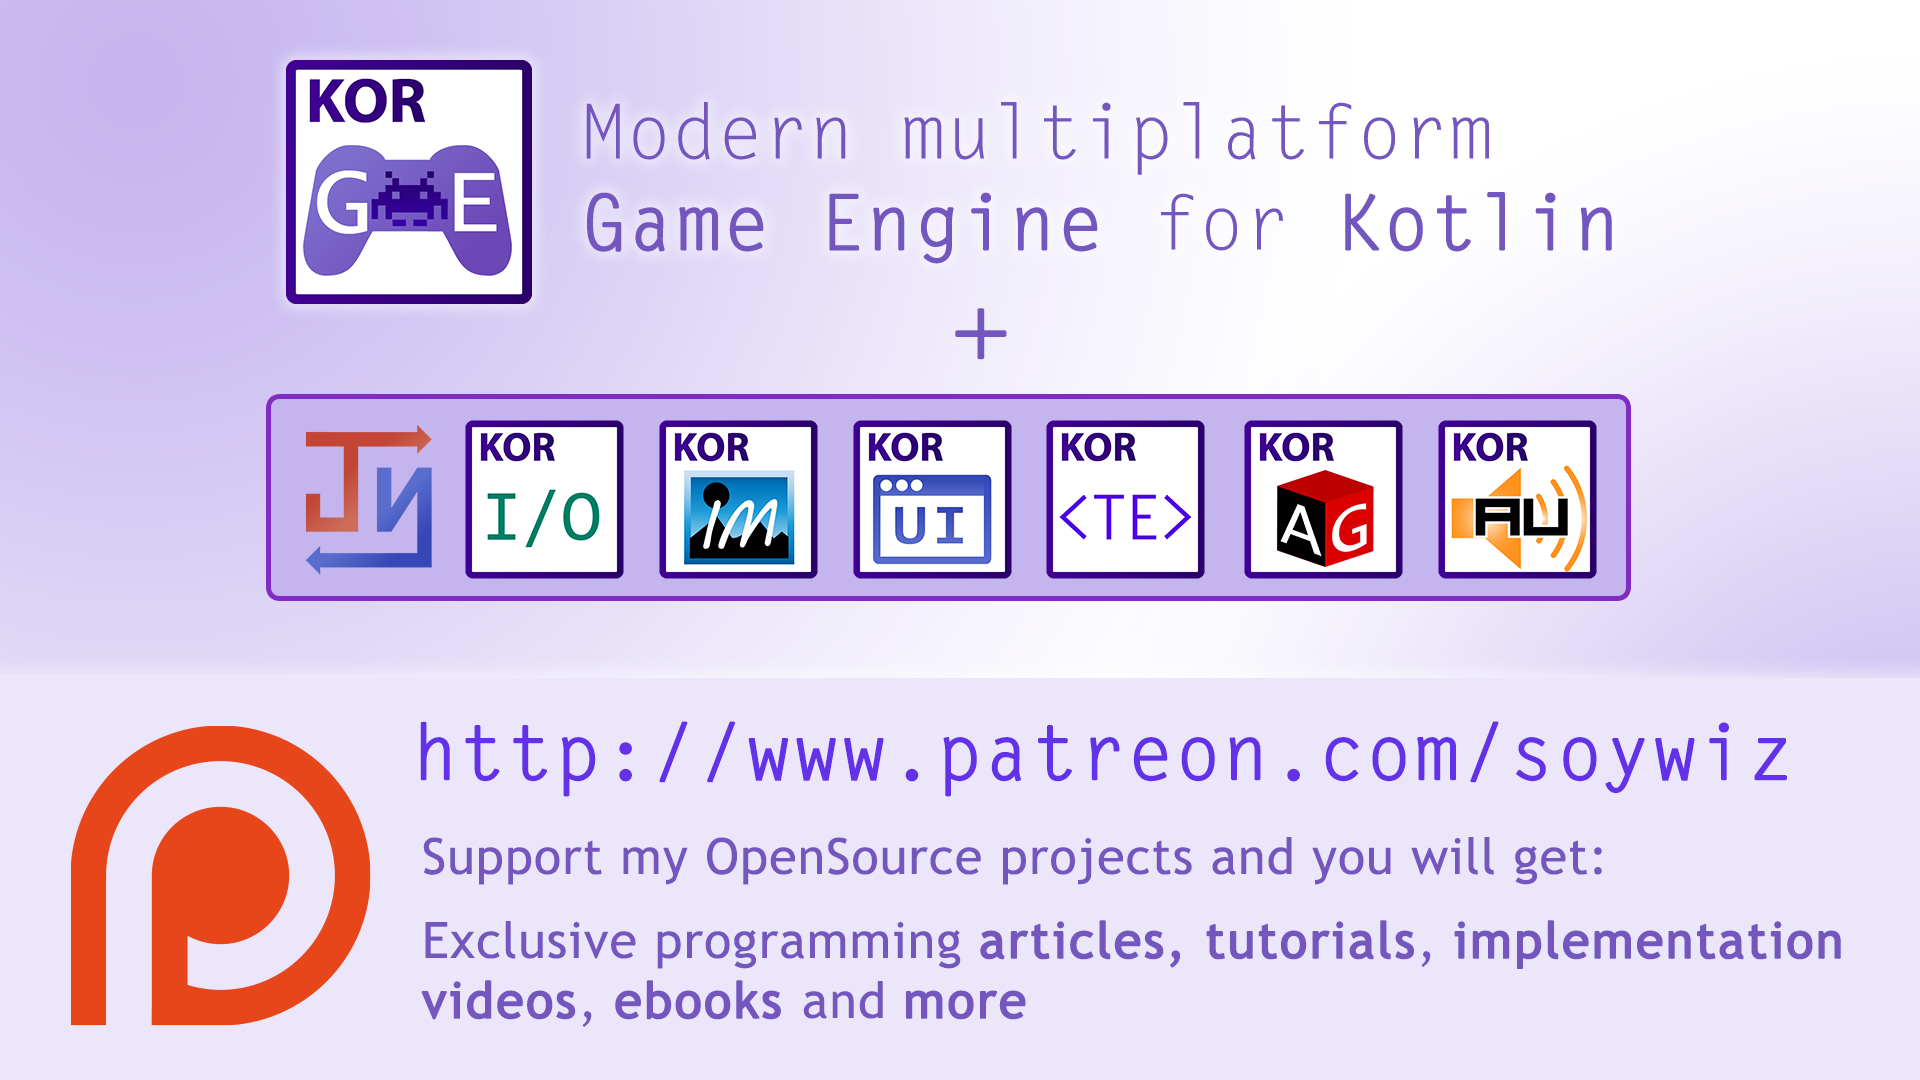 KOR
G E
Modern multiplatform
Game Engine for Kotlin
+
KOR
I/O
KOR
IM
KOR
UI
KOR
<TE>
KOR
AG
KOR
AU
http://www.patreon.com/soywiz
Support my OpenSource projects and you will get:
Exclusive programming articles, tutorials, implementation
videos, ebooks and more